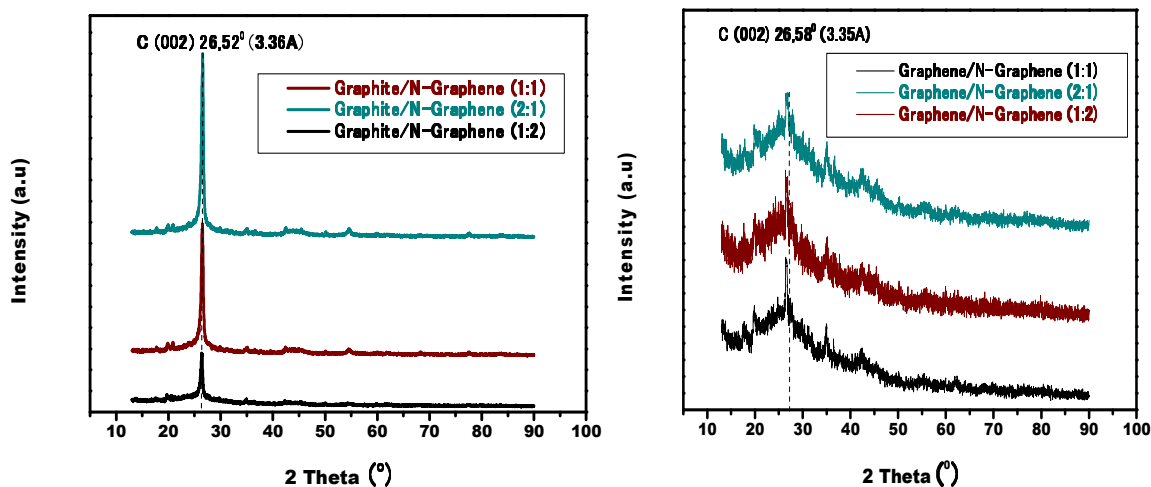 C (002) 26,52⁰ (3.36A)
Graphite/N-Graphene (1:1)
Graphite/N-Graphene (2:1)
Graphite/N-Graphene (1:2)
Intensity (a.u)
10 20 30 40 50 60 70 80 90 100
2 Theta (°)
C (002) 26,58⁰ (3.35A)
Graphene/N-Graphene (1:1)
Graphene/N-Graphene (2:1)
Graphene/N-Graphene (1:2)
Intensity (a.u)
10 20 30 40 50 60 70 80 90 100
2 Theta (⁰)